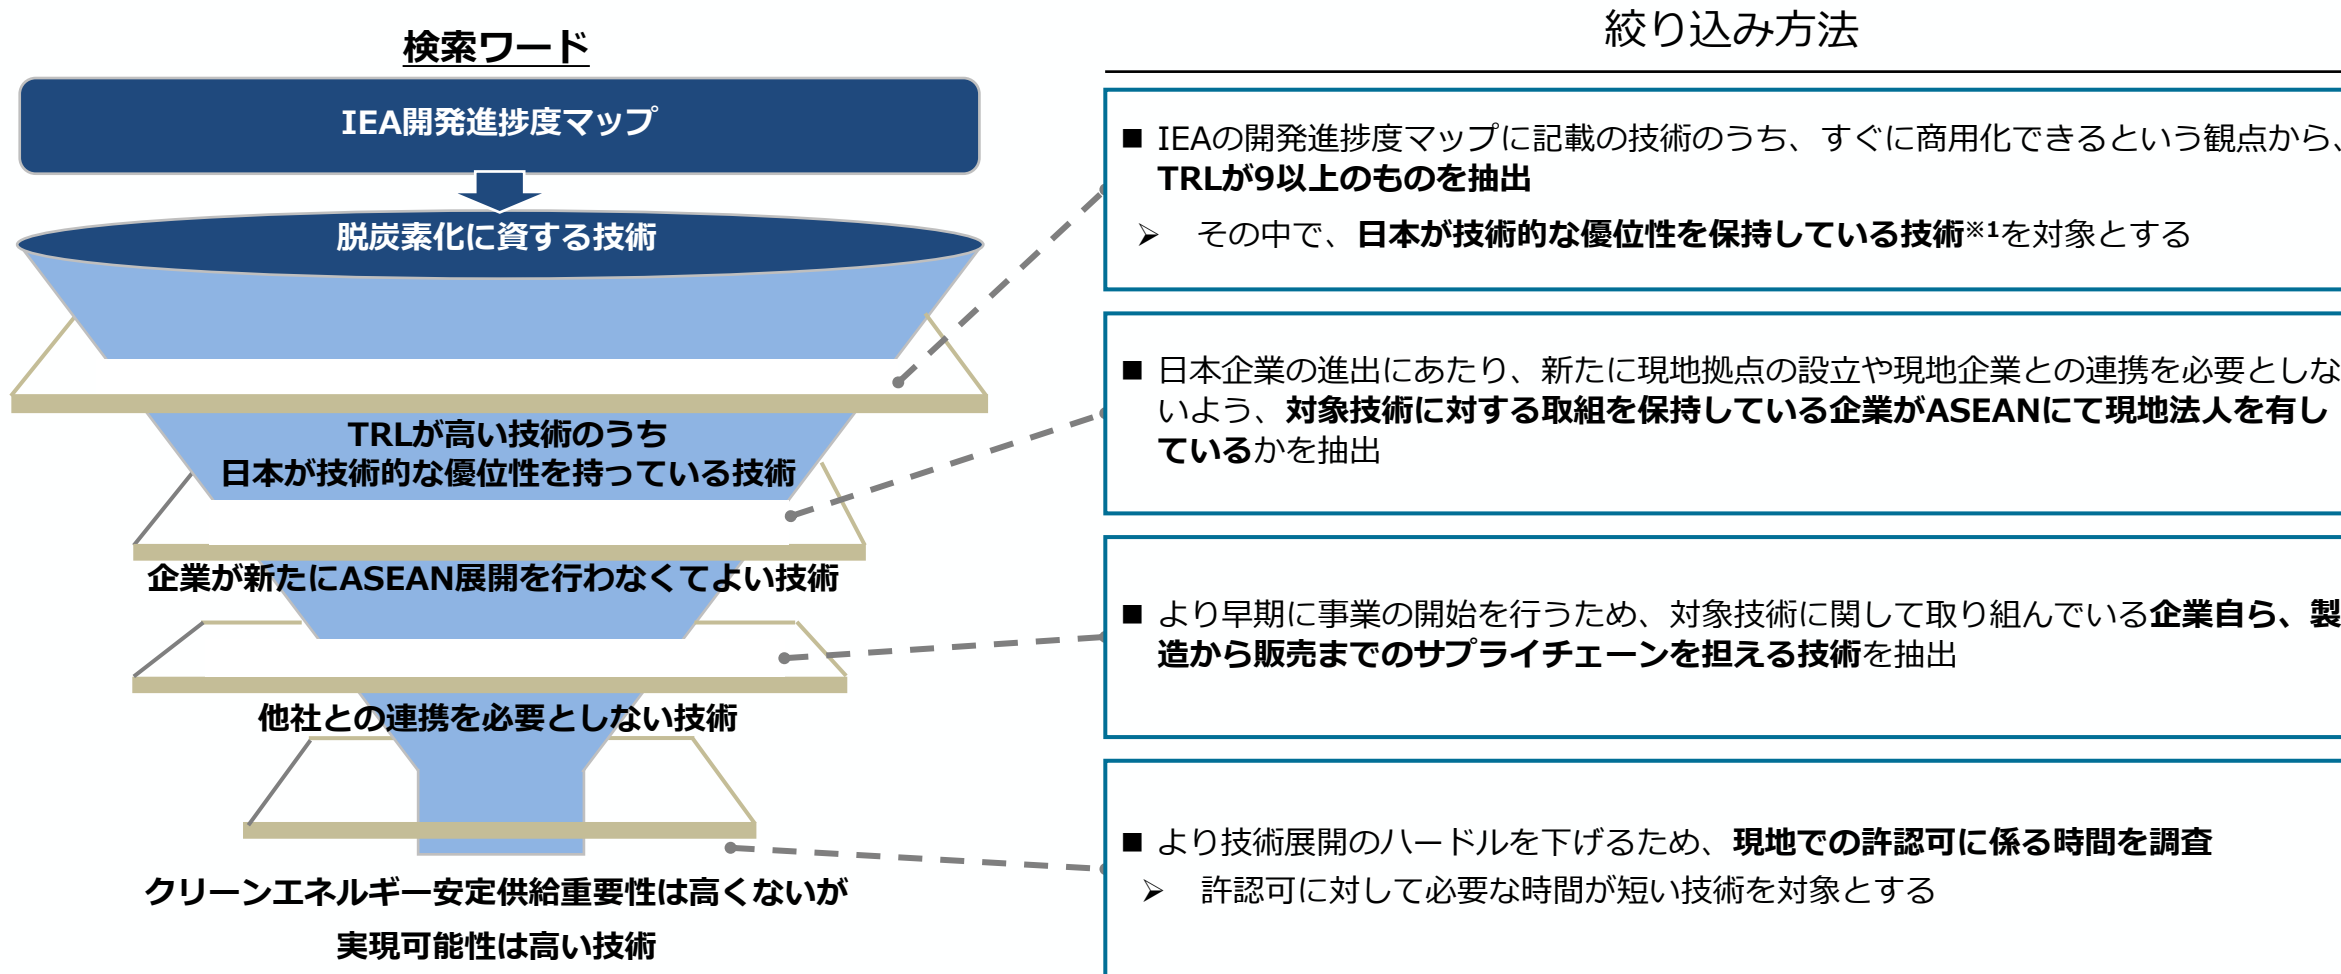 検索ワード
IEA開発進捗度マップ
脱炭素化に資する技術
TRLが高い技術のうち
日本が技術的な優位性を持っている技術
企業が新たにASEAN展開を行わなくてよい技術
他社との連携を必要としない技術
クリーンエネルギー安定供給重要性は高くないが
実現可能性は高い技術
絞り込み方法
■ IEAの開発進捗度マップに記載の技術のうち、すぐに商用化できるという観点から、
TRLが9以上のものを抽出
➢ その中で、日本が技術的な優位性を保持している技術※1を対象とする
■ 日本企業の進出にあたり、新たに現地拠点の設立や現地企業との連携を必要としな
いよう、対象技術に対する取組を保持している企業がASEANにて現地法人を有し
ているかを抽出
■ より早期に事業の開始を行うため、対象技術に関して取り組んでいる企業自ら、製
造から販売までのサプライチェーンを担える技術を抽出
■ より技術展開のハードルを下げるため、現地での許認可に係る時間を調査
➢ 許認可に対して必要な時間が短い技術を対象とする